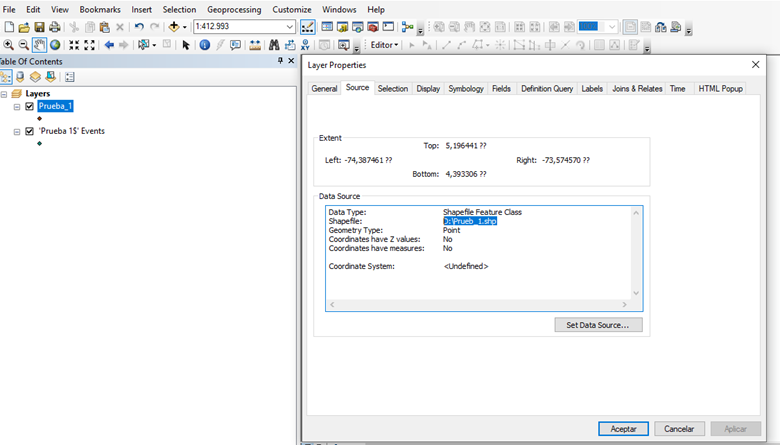 File Edit View Bookmarks Insert Selection Geoprocessing Customize Windows Help
1:412.993
Editor
Table Of Contents
Layers
Prueba_1
'Prueba 1$' Events
Layer Properties
General Source Selection Display Symbology Fields Definition Query Labels Joins & Relates Time HTML Popup
Extent
Top: 5,196441 ??
Left: -74,387461 ?? Right: -73,574570 ??
Bottom: 4,393306 ??
Data Source
Data Type: Shapefile Feature Class
Shapefile: D:\Prueb_1.shp
Geometry Type: Point
Coordinates have Z values: No
Coordinates have measures: No
Coordinate System: <Undefined>
Set Data Source...
Aceptar Cancelar Aplicar